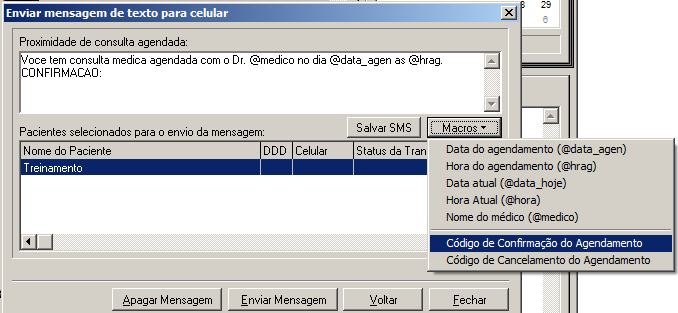 28 29
Enviar mensagem de texto para celular
6
Proximidade de consulta agendada:
Voce tem consulta medica agendada com o Dr. @medico no dia @data_agen as @hrag.
CONFIRMACAO:
Salvar SMS
Macros
Pacientes selecionados para o envio da mensagem:
Nome do Paciente DDD Celular Status da Tran
Treinamento
Data do agendamento (@data_agen)
Hora do agendamento (@hrag)
Data atual (@data_hoje)
Hora Atual (@hora)
Nome do médico (@medico)
Código de Confirmação do Agendamento
Código de Cancelamento do Agendamento
Apagar Mensagem Enviar Mensagem Voltar Fechar